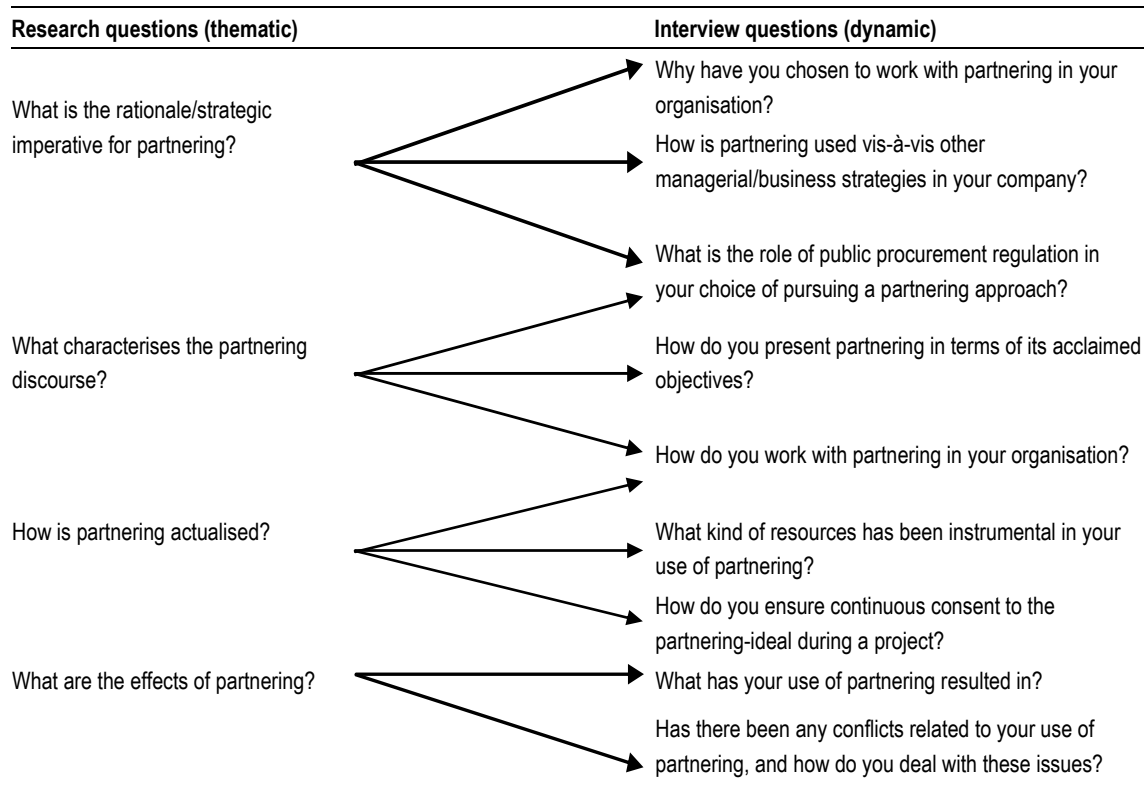 Research questions (thematic)
Interview questions (dynamic)
What is the rationale/strategic
imperative for partnering?
Why have you chosen to work with partnering in your
organisation?
How is partnering used vis-à-vis other
managerial/business strategies in your company?
What is the role of public procurement regulation in
your choice of pursuing a partnering approach?
What characterises the partnering
discourse?
How do you present partnering in terms of its acclaimed
objectives?
How do you work with partnering in your organisation?
How is partnering actualised?
What kind of resources has been instrumental in your
use of partnering?
How do you ensure continuous consent to the
partnering-ideal during a project?
What are the effects of partnering?
What has your use of partnering resulted in?
Has there been any conflicts related to your use of
partnering, and how do you deal with these issues?